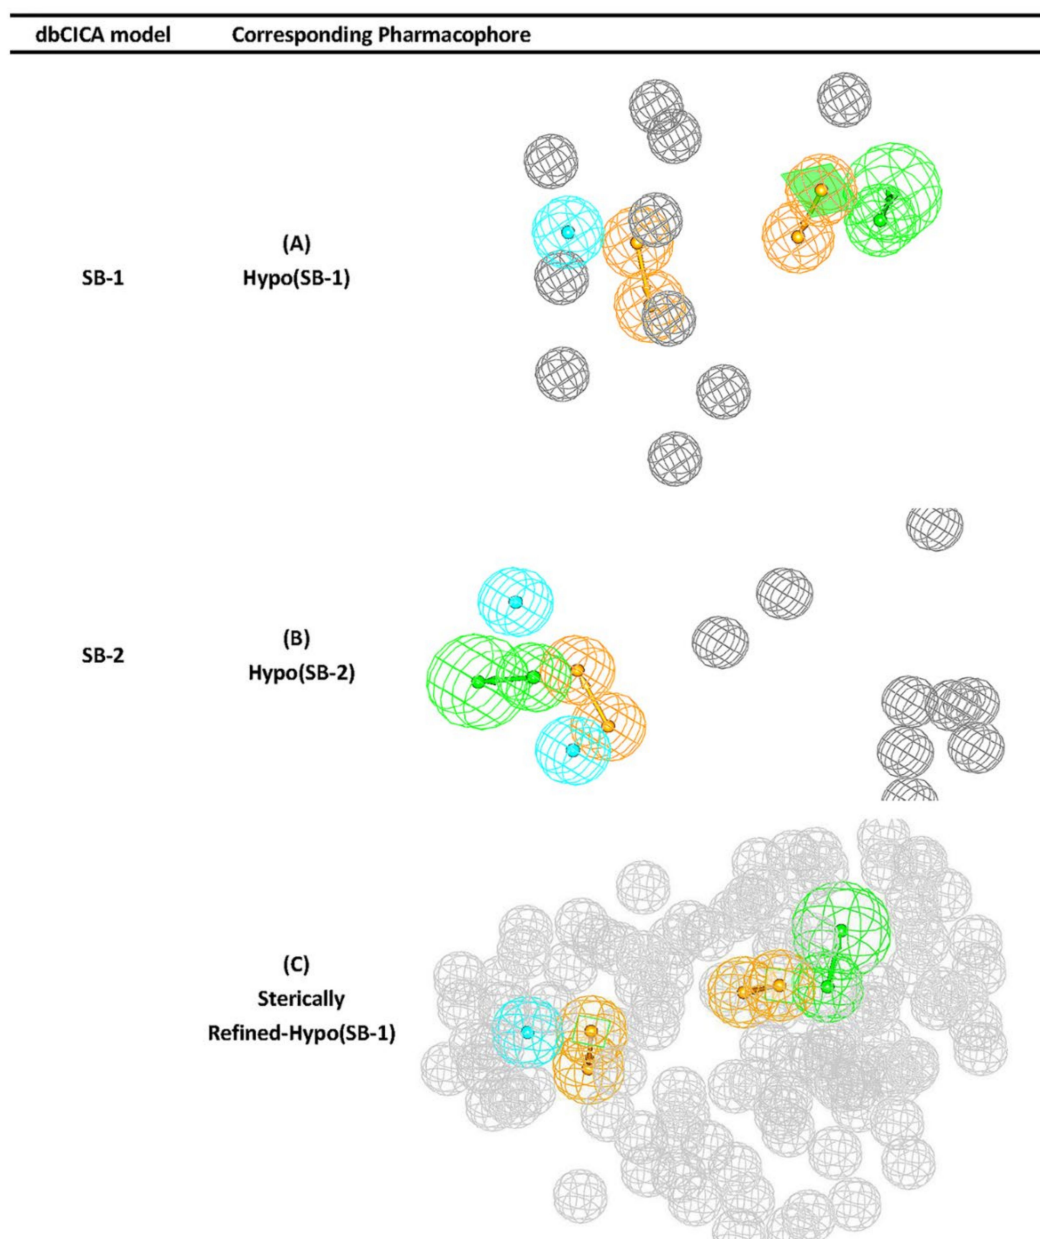 dbCICA model Corresponding Pharmacophore
SB-1
(A)
Hypo(SB-1)
SB-2
(B)
Hypo(SB-2)
(C)
Sterically
Refined-Hypo(SB-1)